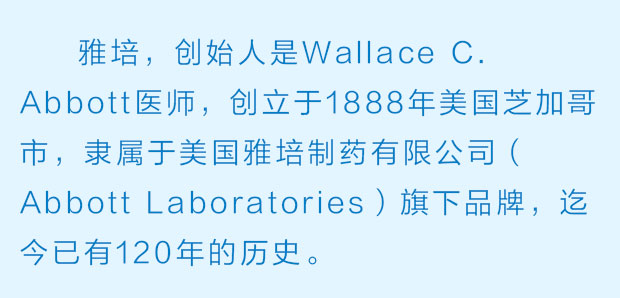 雅培，创始人是Wallace C.
Abbott医师，创立于1888年美国芝加哥
市，隶属于美国雅培制药有限公司（
Abbott Laboratories）旗下品牌，迄
今已有120年的历史。